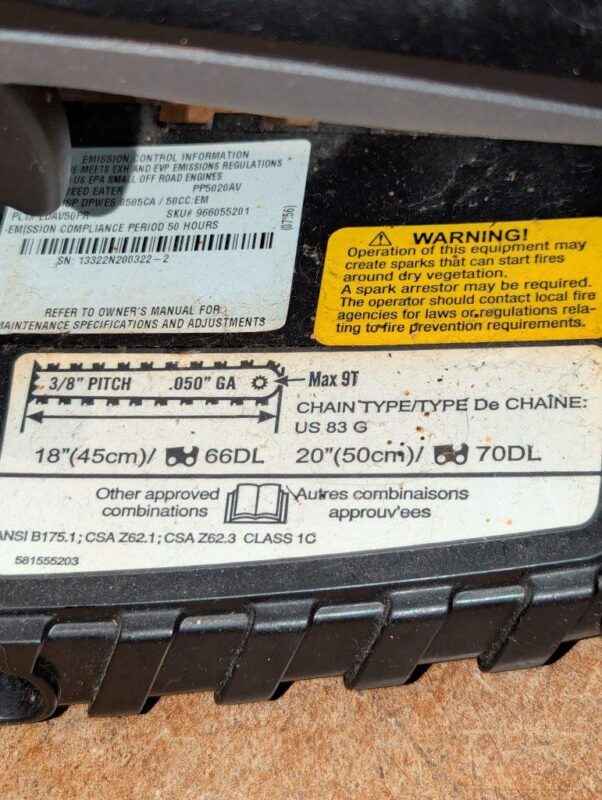 EMISSION CONTROL INFORMATION
MEETS EXH AND EVP EMISSIONS REGULATIONS
US EPA SMALL OFF ROAD ENGINES
EED EATER PP5020AV
505CA / 50CC:EM
SKU# 966055201
EMISSION COMPLIANCE PERIOD 50 HOURS
(0756)
SN: 13322N200322-2
REFER TO OWNER'S MANUAL FOR
MAINTENANCE SPECIFICATIONS AND ADJUSTMENTS
WARNING!
Operation of this equipment may
create sparks that can start fires
around dry vegetation.
A spark arrestor may be required.
The operator should contact local fire
agencies for laws or regulations rela-
ting to fire prevention requirements.
3/8" PITCH .050" GA Max 9T
CHAIN TYPE/TYPE De CHAÎNE:
US 83 G
18"(45cm)/ 66DL 20"(50cm)/ 70DL
Other approved Autres combinaisons
combinations approuv'ees
ANSI B175.1; CSA Z62.1; CSA Z62.3 CLASS 1C
581555203